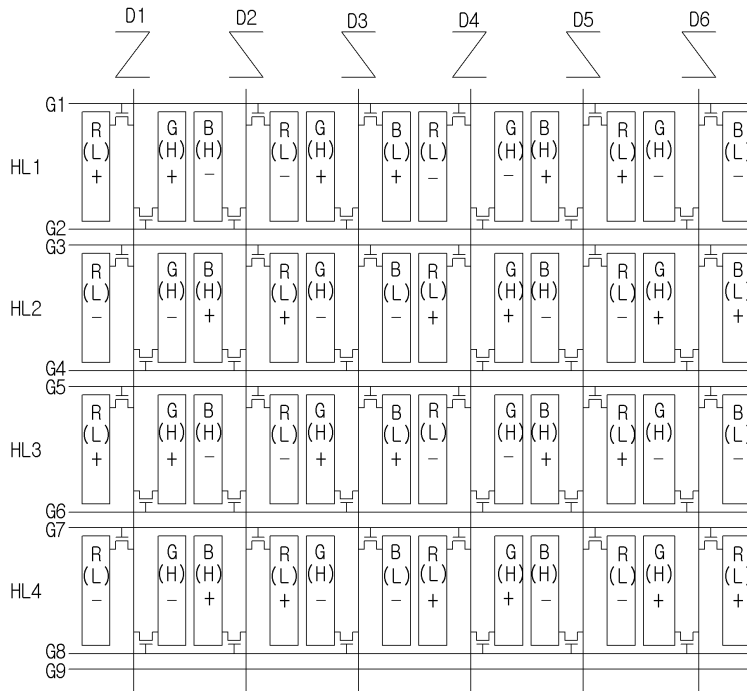 D1 D2 D3 D4 D5 D6
G1
R G B R G B R G B R G B
(L) (H) (H) (L) (H) (L) (L) (H) (H) (L) (H) (L)
HL1
+ + − − + + − − + + − −
G2
G3
R G B R G B R G B R G B
(L) (H) (H) (L) (H) (L) (L) (H) (H) (L) (H) (L)
HL2
− − + + − − + + − − + +
G4
G5
R G B R G B R G B R G B
(L) (H) (H) (L) (H) (L) (L) (H) (H) (L) (H) (L)
HL3
+ + − − + + − − + + − −
G6
G7
R G B R G B R G B R G R
(L) (H) (H) (L) (H) (L) (L) (H) (H) (L) (H) (L)
HL4
− − + + − − + + − − + +
G8
G9